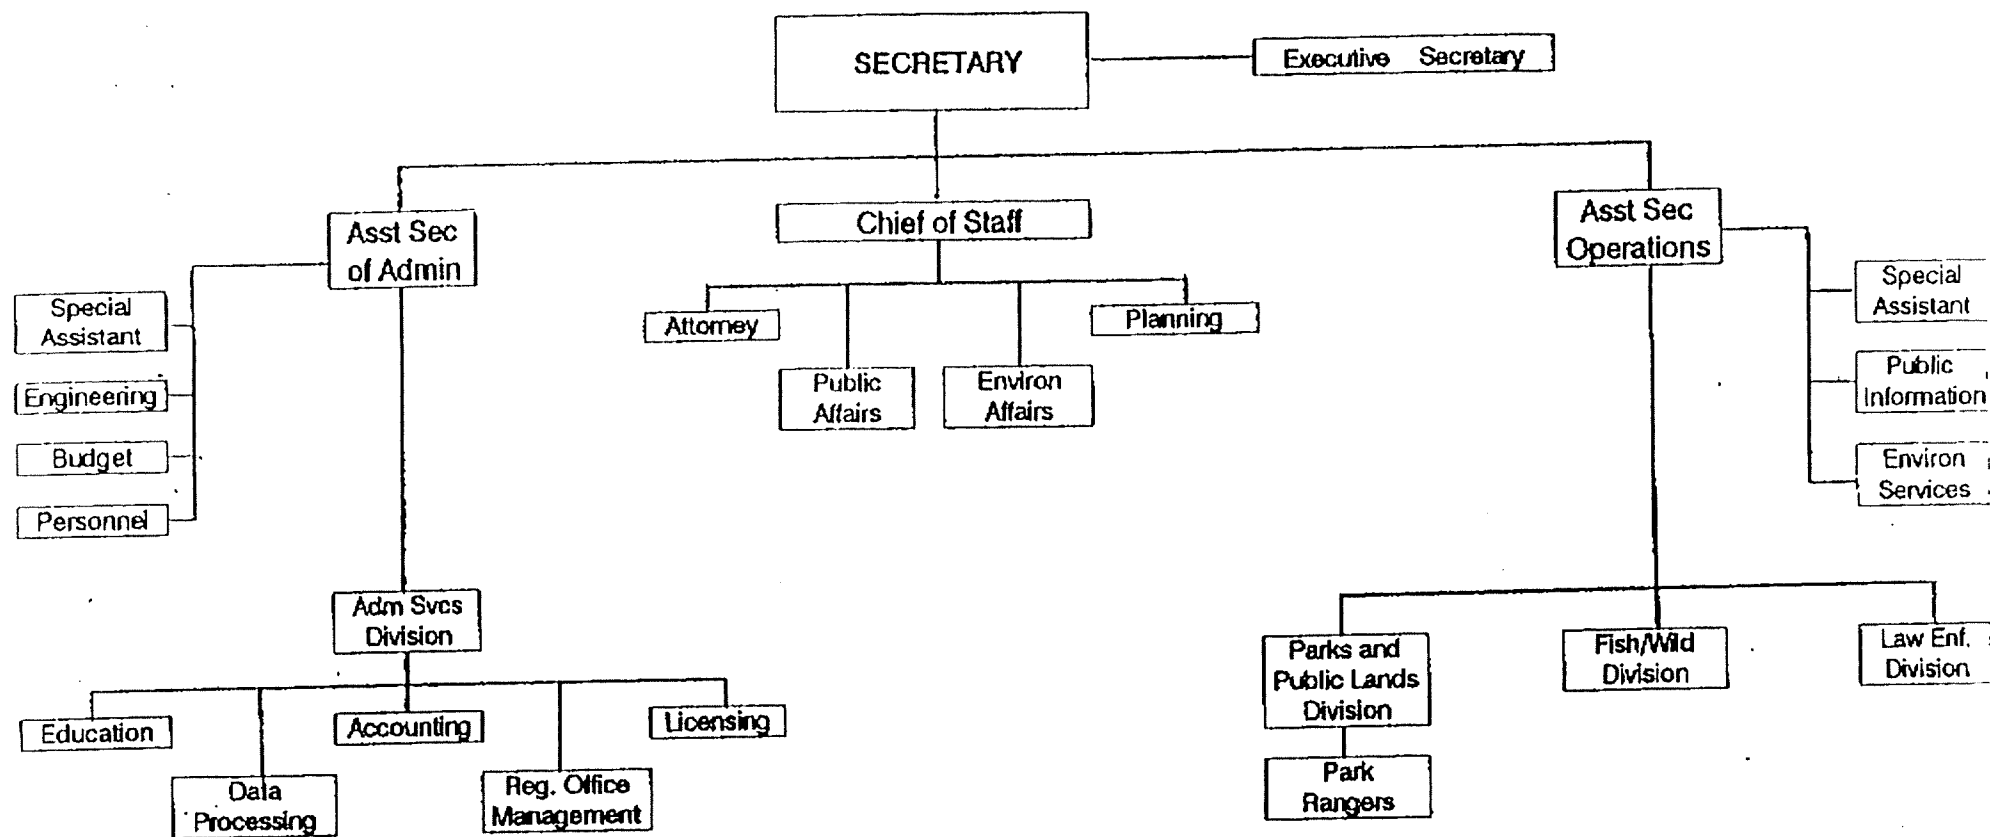 SECRETARY
Executive Secretary
Asst Sec
of Admin
Chief of Staff
Asst Sec
Operations
Special
Assistant
Engineering
Budget
Personnel
Attorney
Public
Affairs
Environ
Affairs
Planning
Special
Assistant
Public
Information
Environ
Services
Adm Svcs
Division
Education
Data
Processing
Accounting
Reg. Office
Management
Licensing
Parks and
Public Lands
Division
Park
Rangers
Fish/Wild
Division
Law Enf.
Division